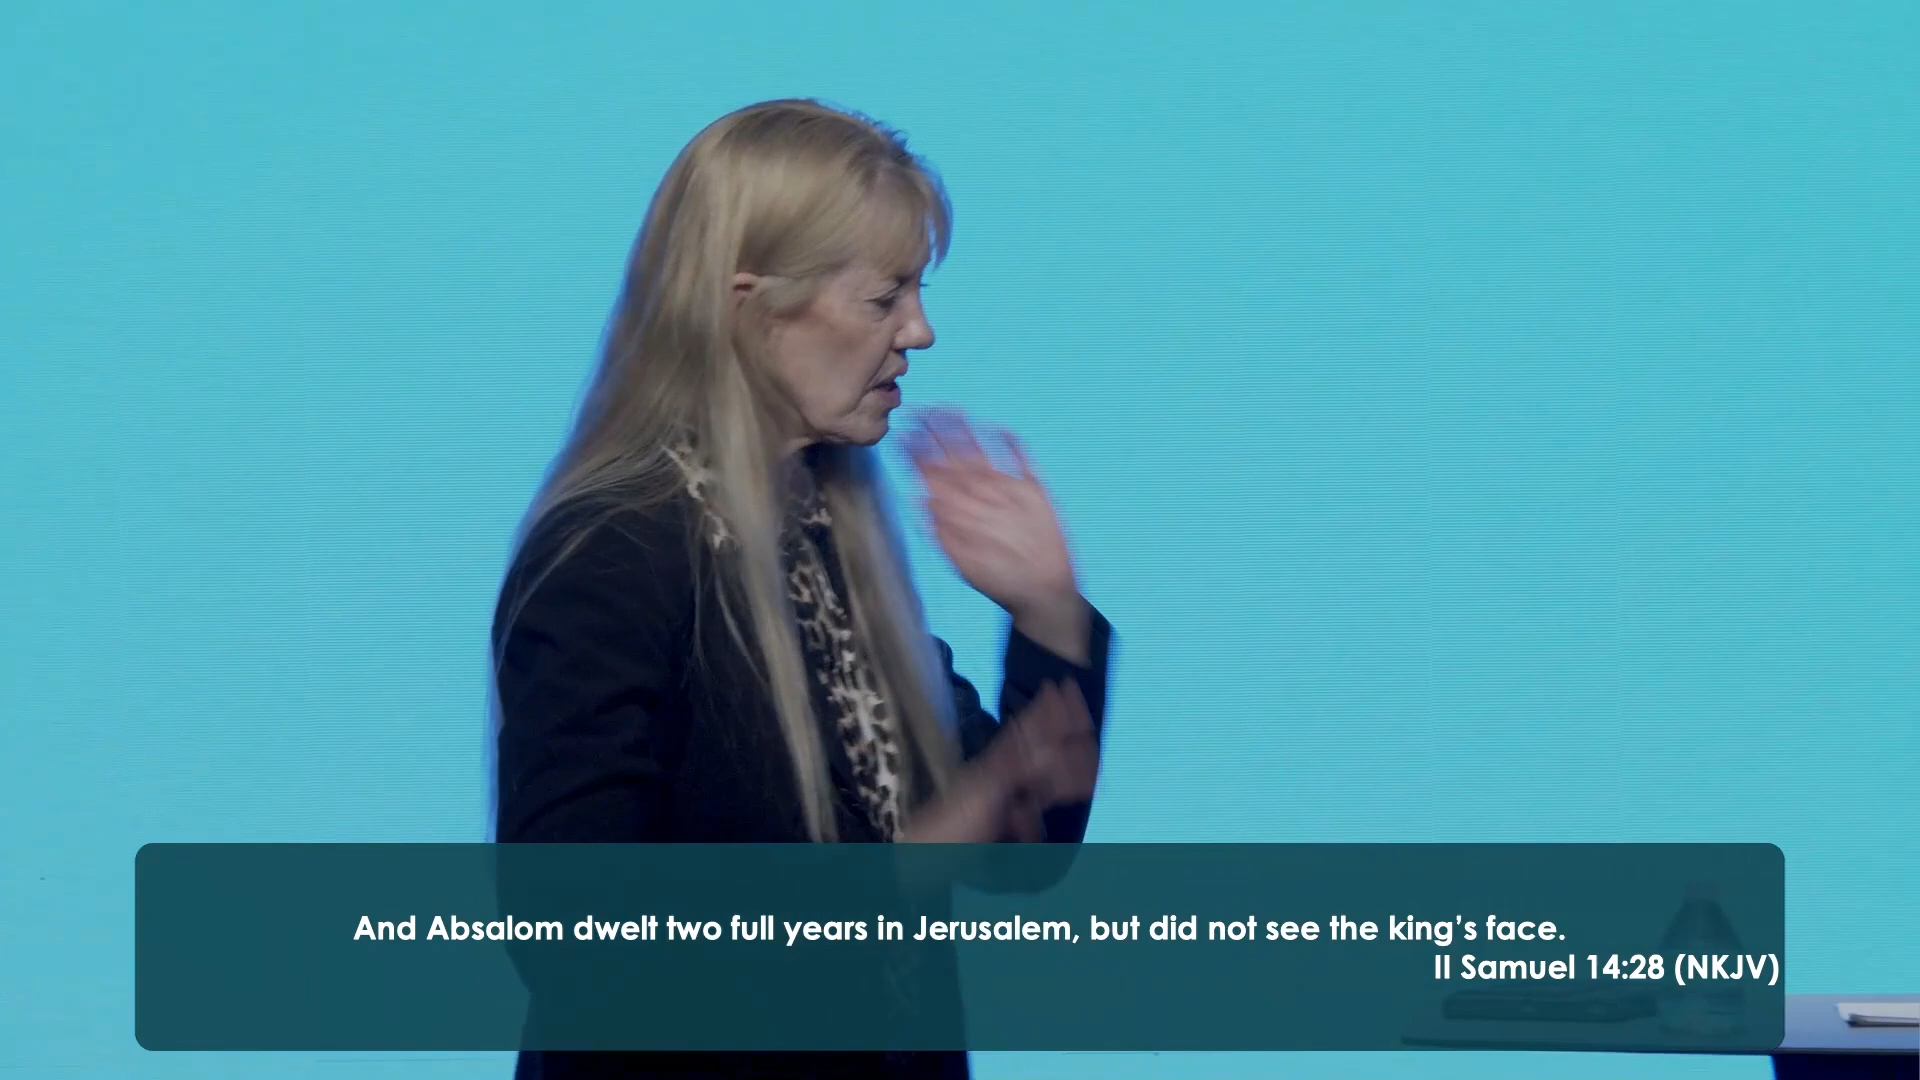 And Absalom dwelt two full years in Jerusalem, but did not see the king’s face.
II Samuel 14:28 (NKJV)